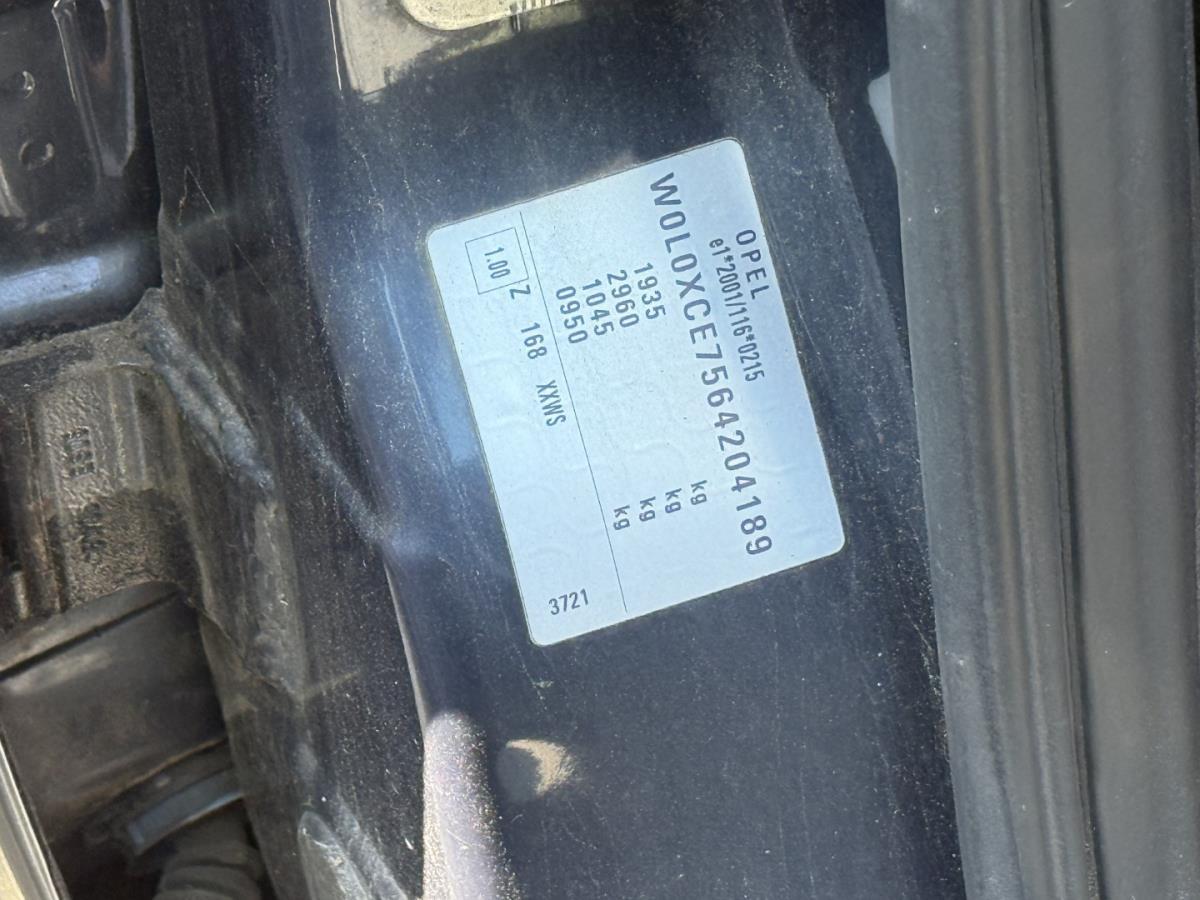 OPEL
e1*2001/116*0215
W0L0XCE7564204189
1935 kg
2960 kg
1045 kg
0950 kg
1.00 Z 168 XXWS 3721